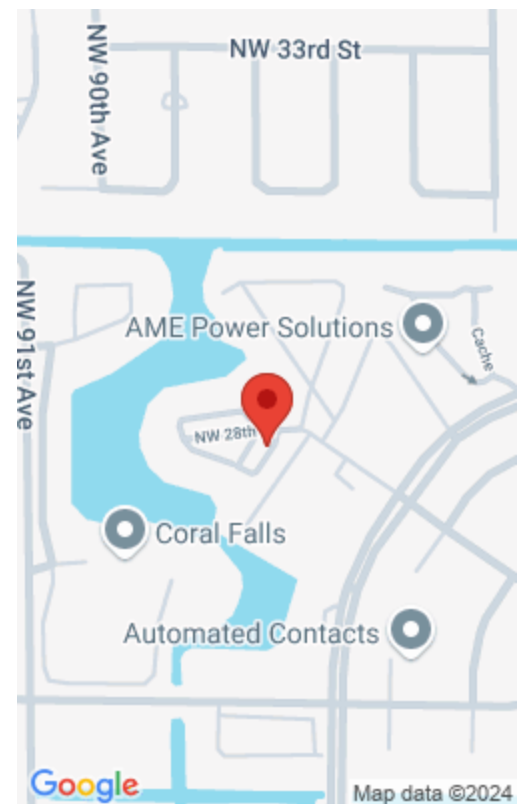 NW 33rd St
NW 90th Ave
NW 91st Ave
AME Power Solutions
Cache
NW 28th
Coral Falls
Automated Contacts
Google
Map data ©2024